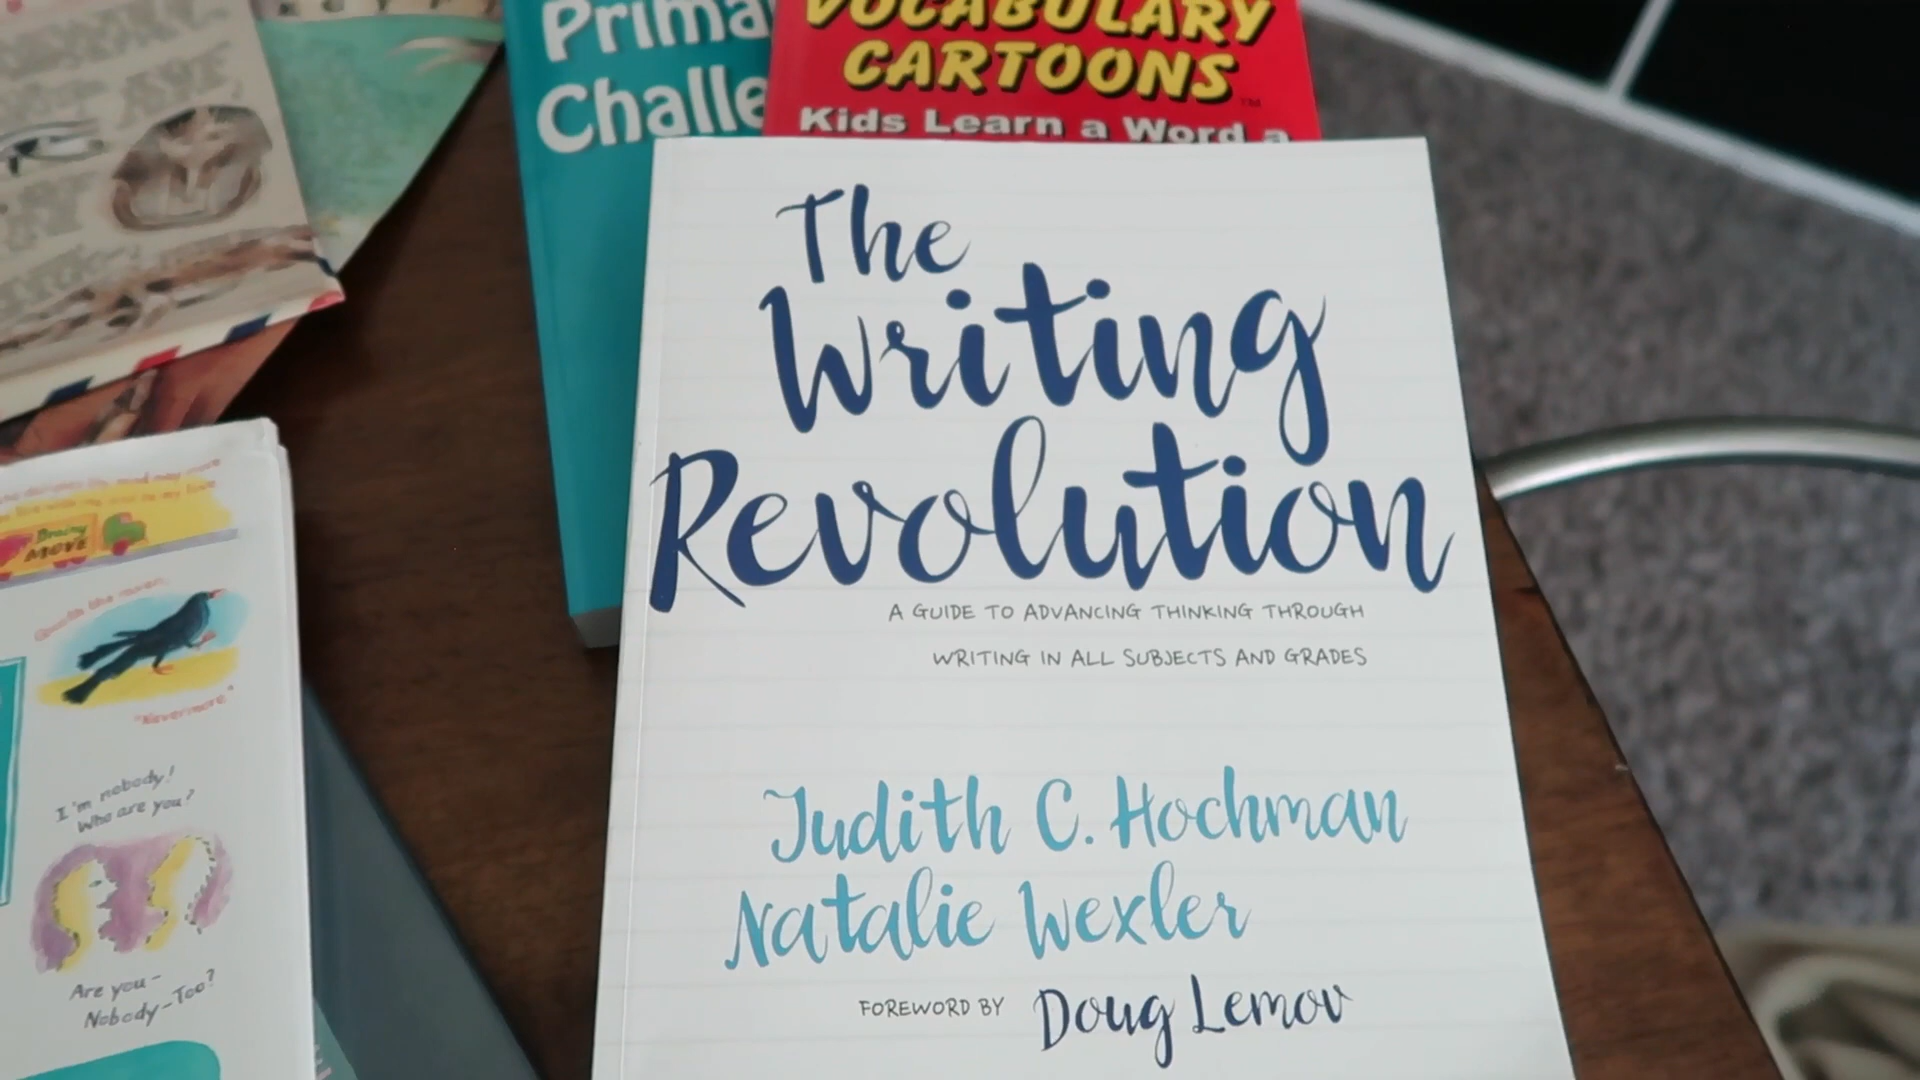 Challe
VOCABULARY
CARTOONS
Kids Learn a Word a
The
Writing
Revolution
A GUIDE TO ADVANCING THINKING THROUGH
WRITING IN ALL SUBJECTS AND GRADES
Judith C. Hochman
Natalie Wexler
FOREWORD BY Doug Lemov
MOVE
"Nevermore."
I'm nobody!
Who are you?
Are you-
Nobody-Too?